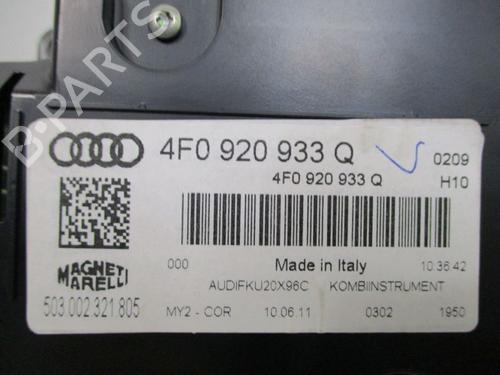 B-PARTS
4F0 920 933 Q
0209
4F0 920 933 Q
H10
000
Made in Italy
10:36:42
MAGNETI
MARELLI
AUDIFKU20X96C
KOMBIINSTRUMENT
503.002.321.805
MY2 - COR
10.06.11
0302
1950